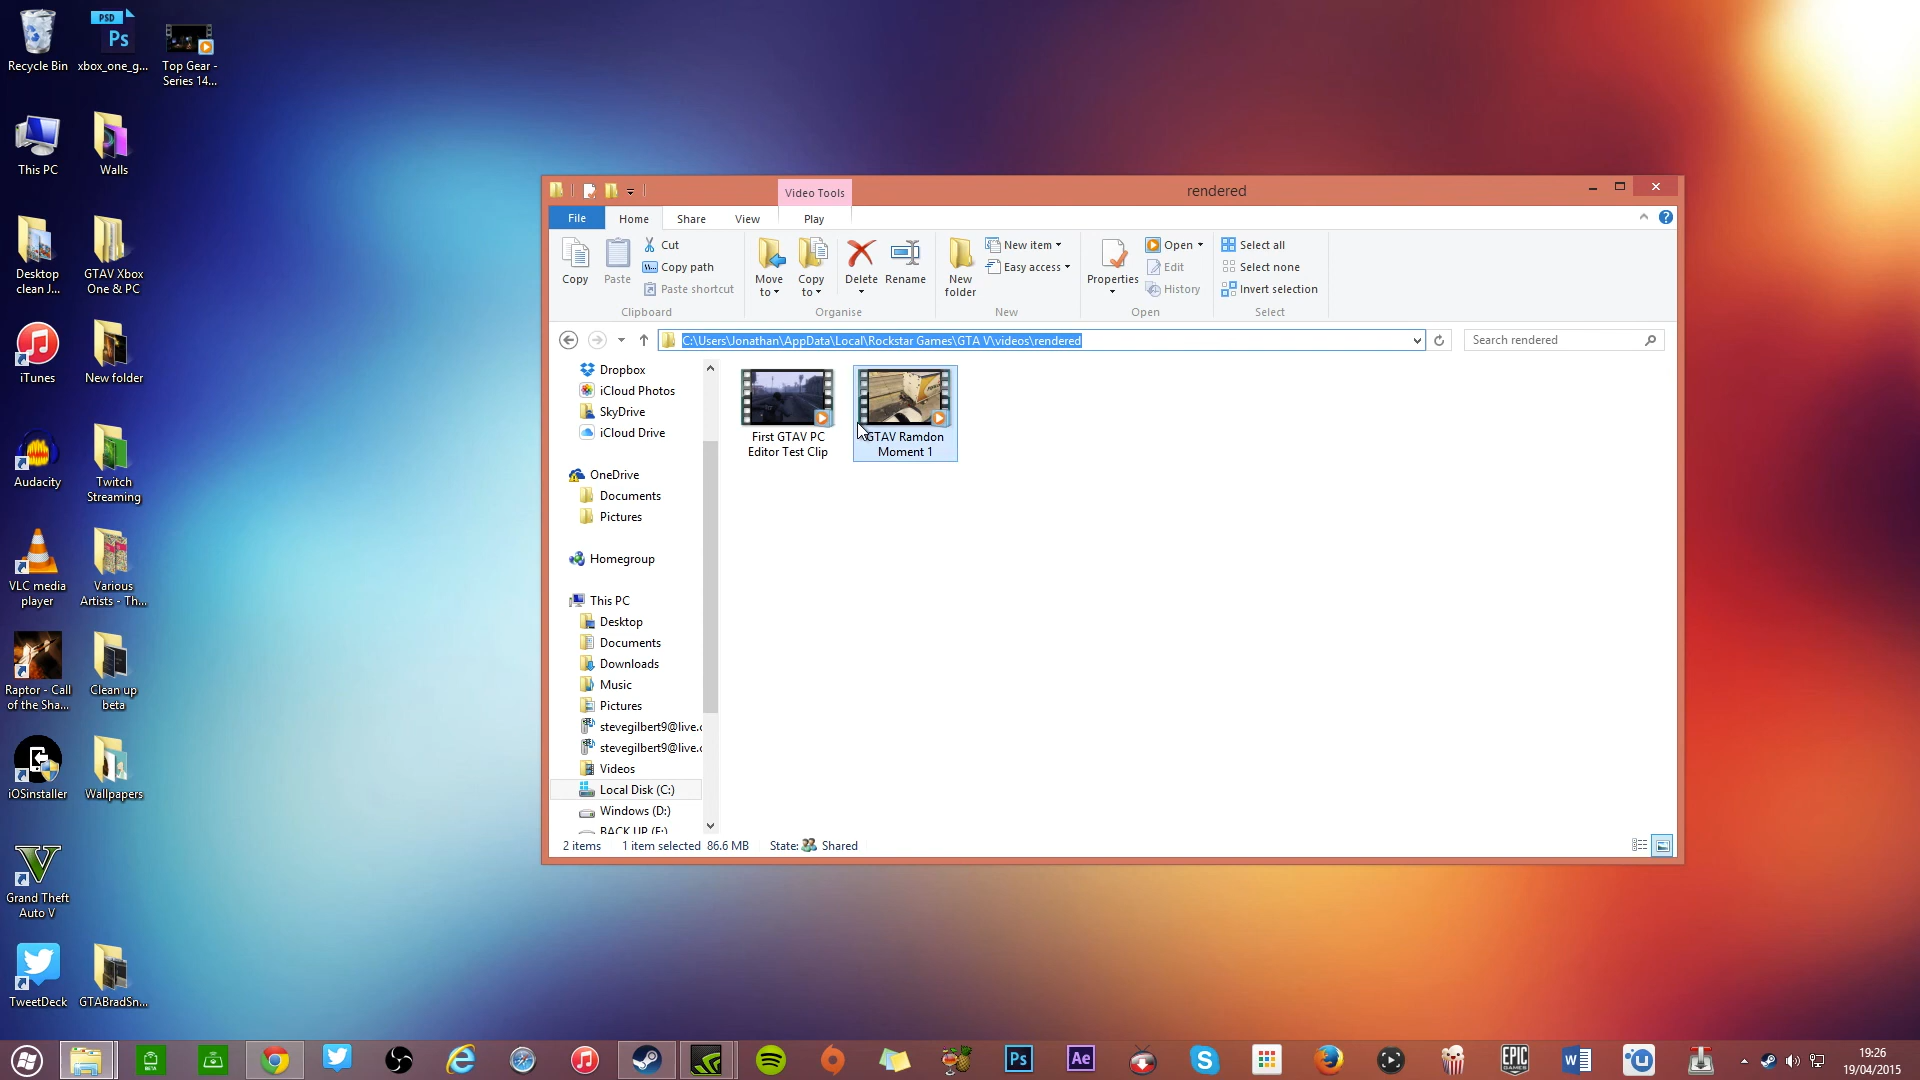 Recycle Bin
PSD
Ps
xbox_one_g...
Top Gear -
Series 14...
This PC
Walls
Desktop
clean J...
GTAV Xbox
One & PC
iTunes
New folder
Audacity
Twitch
Streaming
VLC media
player
Various
Artists - Th...
Raptor - Call
of the Sha...
Clean up
beta
iOSinstaller
Wallpapers
Grand Theft
Auto V
TweetDeck
GTABradSn...
Video Tools
rendered
File
Home
Share
View
Play
Copy
Paste
Cut
Copy path
Paste shortcut
Clipboard
Move
to
Copy
to
Delete
Rename
Organise
New
folder
New item
Easy access
New
Properties
Open
Edit
History
Open
Select all
Select none
Invert selection
Select
C:\Users\Jonathan\AppData\Local\Rockstar Games\GTA V\videos\rendered
Search rendered
Dropbox
iCloud Photos
SkyDrive
iCloud Drive
OneDrive
Documents
Pictures
Homegroup
This PC
Desktop
Documents
Downloads
Music
Pictures
stevegilbert9@live.c
stevegilbert9@live.c
Videos
Local Disk (C:)
Windows (D:)
BACK UP (E:)
First GTAV PC
Editor Test Clip
GTAV Ramdon
Moment 1
2 items
1 item selected 86.6 MB
State: Shared
Ps
Ae
EPIC
GAMES
19:26
19/04/2015